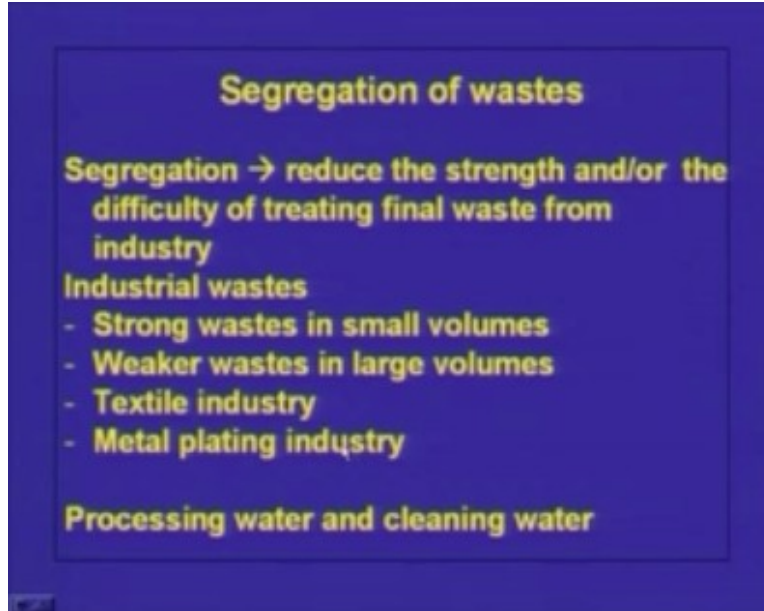 Segregation of wastes
Segregation → reduce the strength and/or the
difficulty of treating final waste from
industry
Industrial wastes
- Strong wastes in small volumes
- Weaker wastes in large volumes
- Textile industry
- Metal plating industry
Processing water and cleaning water